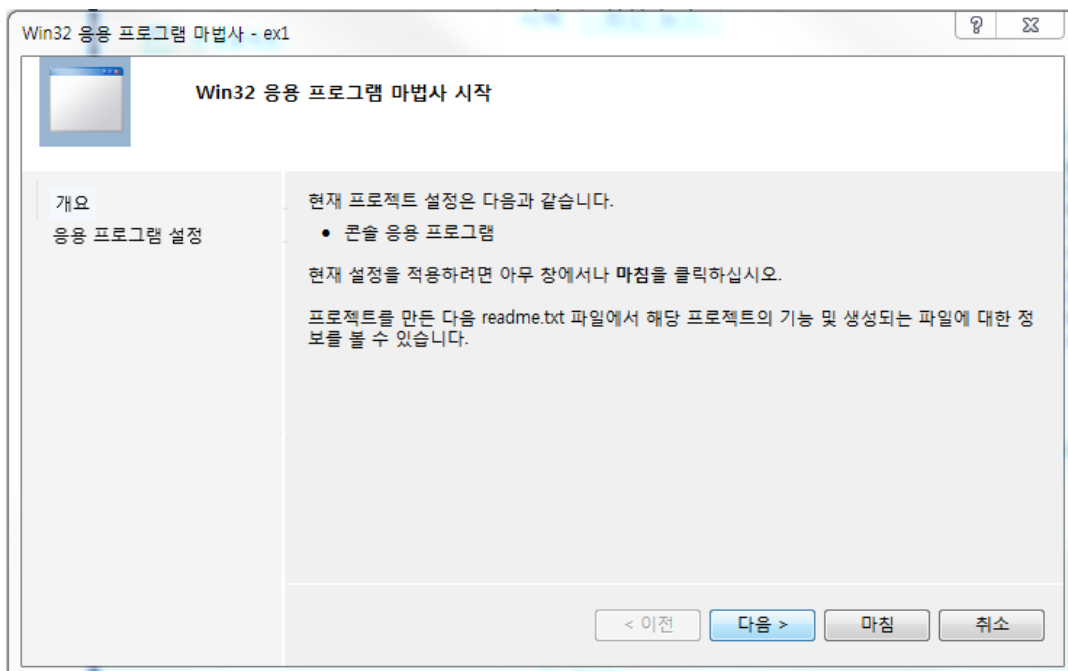 Win32 응용 프로그램 마법사 - ex1
Win32 응용 프로그램 마법사 시작
개요
응용 프로그램 설정
현재 프로젝트 설정은 다음과 같습니다.
• 콘솔 응용 프로그램
현재 설정을 적용하려면 아무 창에서나 마침을 클릭하십시오.
프로젝트를 만든 다음 readme.txt 파일에서 해당 프로젝트의 기능 및 생성되는 파일에 대한 정
보를 볼 수 있습니다.
< 이전 다음 > 마침 취소